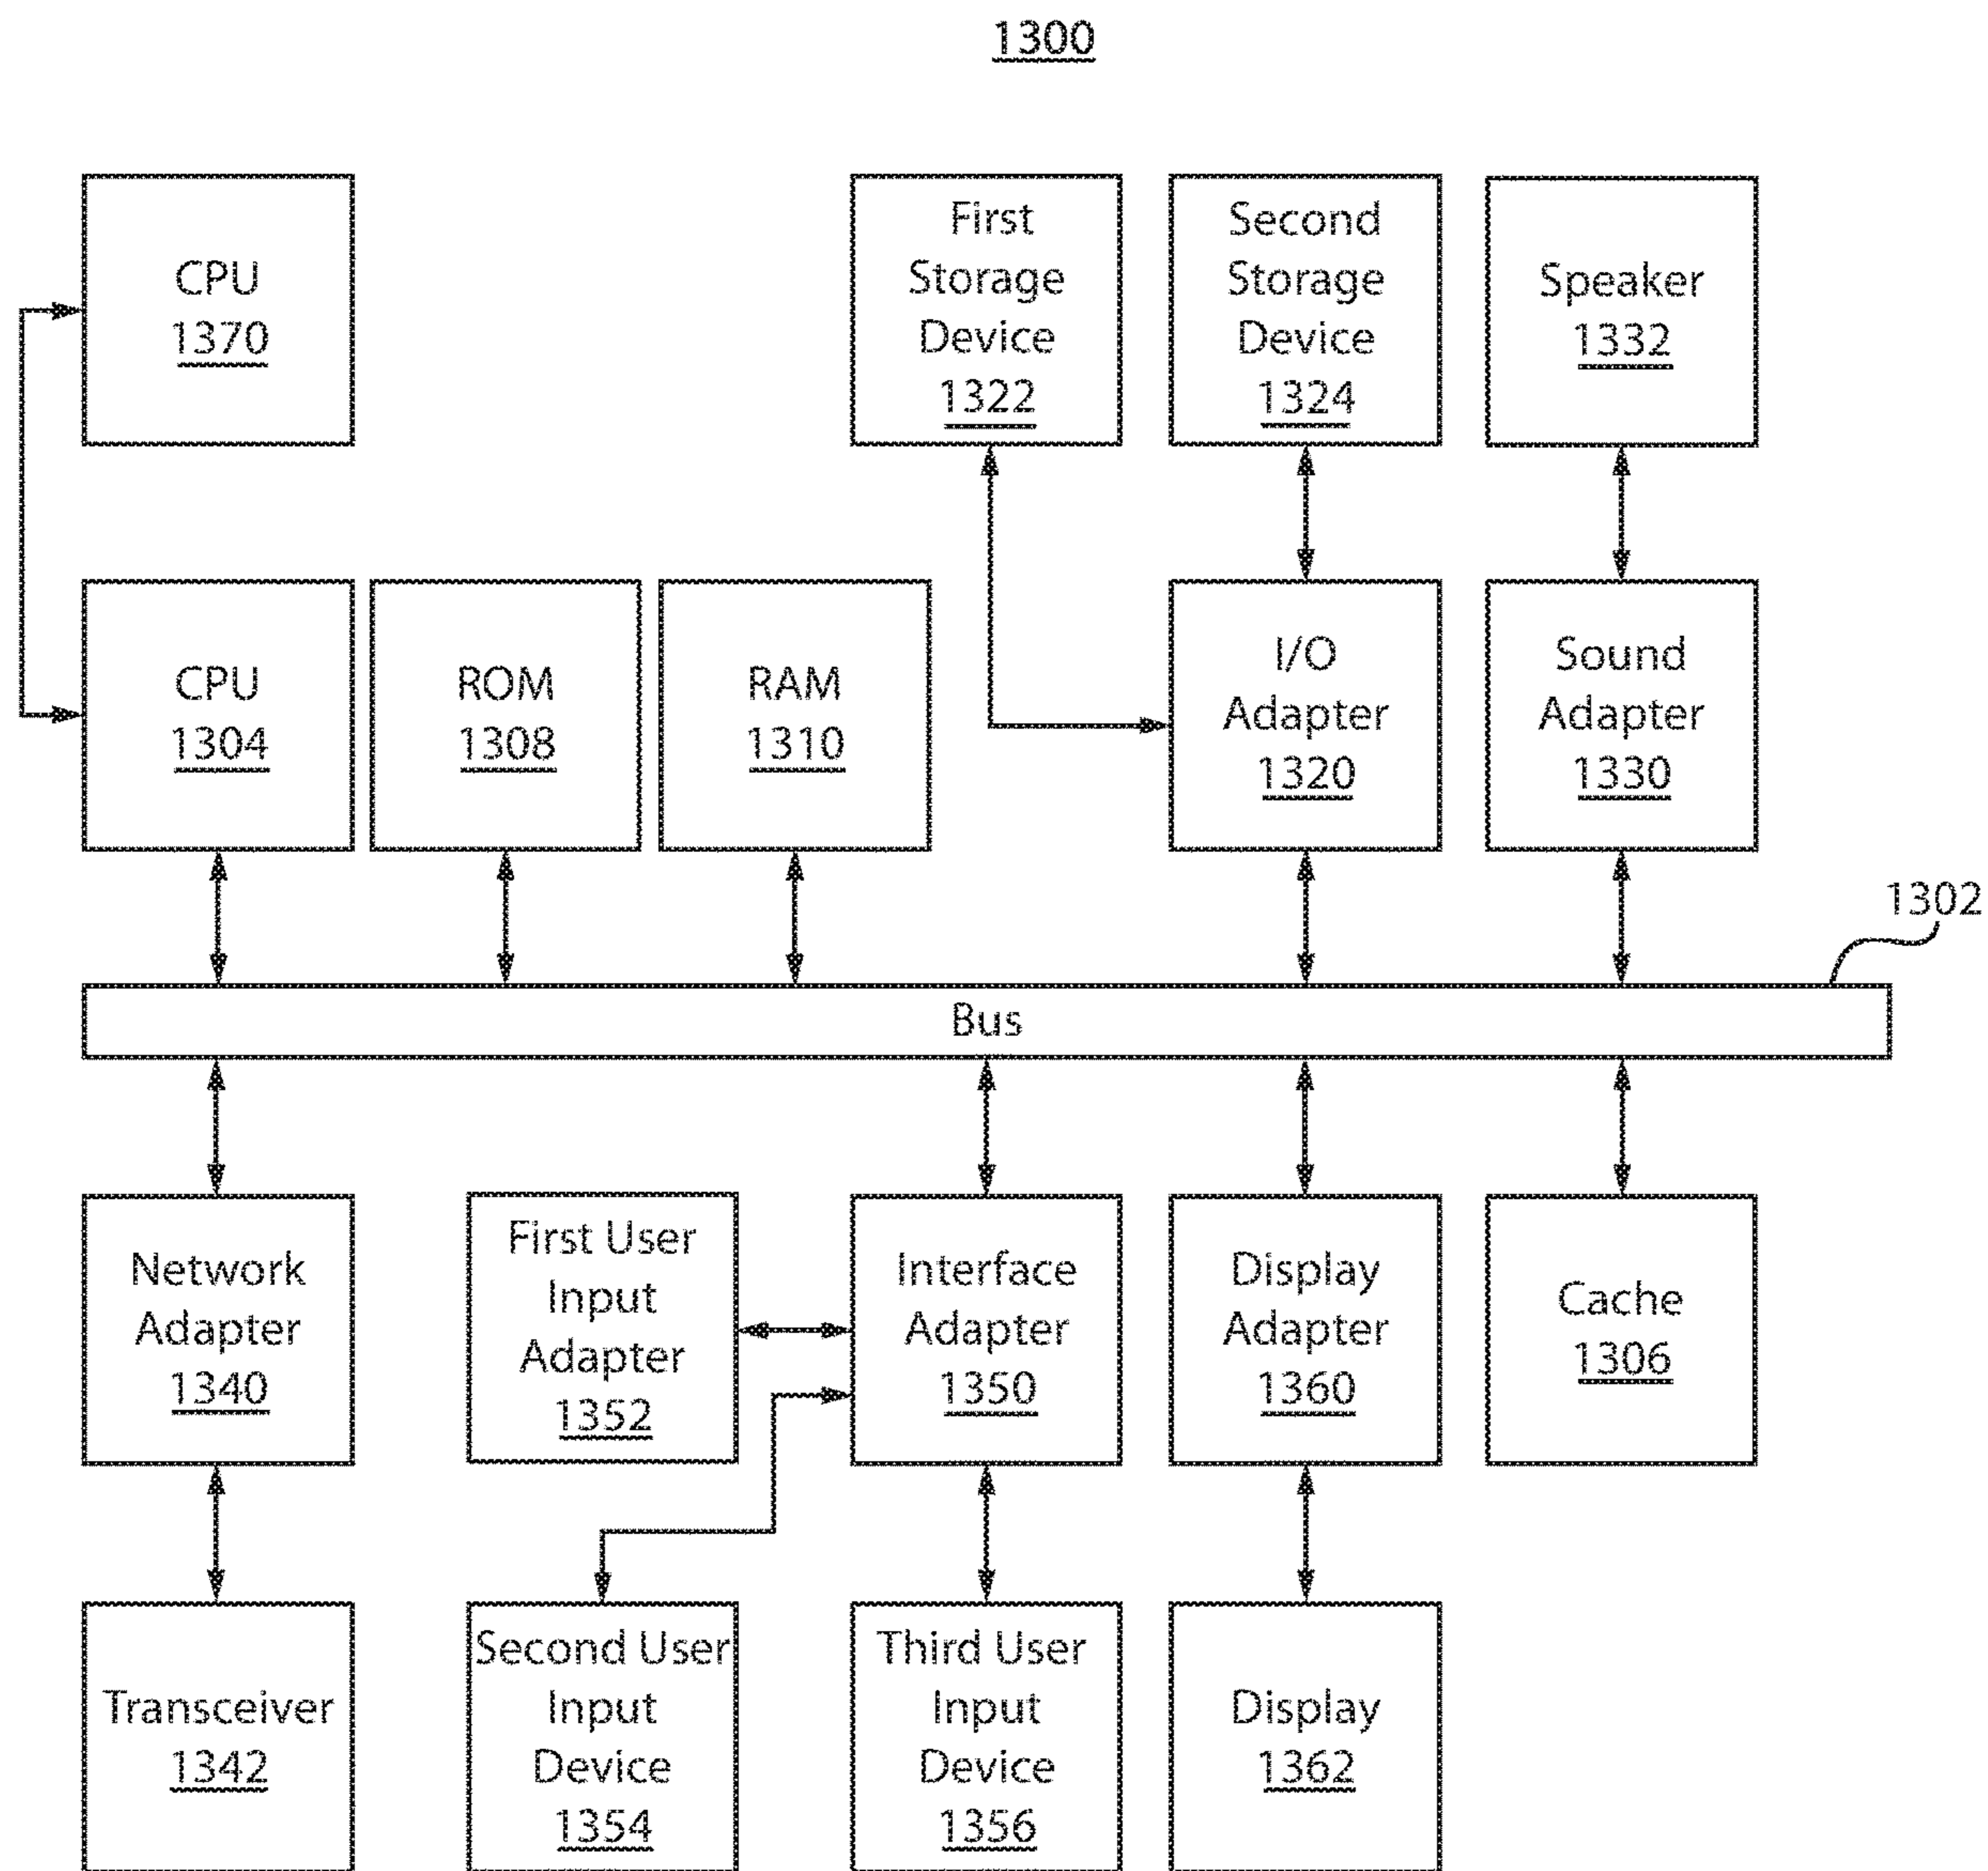 1300
CPU
1370
First
Storage
Device
1322
Second
Storage
Device
1324
Speaker
1332
CPU
1304
ROM
1308
RAM
1310
I/O
Adapter
1320
Sound
Adapter
1330
1302
Bus
Network
Adapter
1340
First User
Input
Adapter
1352
Interface
Adapter
1350
Display
Adapter
1360
Cache
1306
Transceiver
1342
Second User
Input
Device
1354
Third User
Input
Device
1356
Display
1362